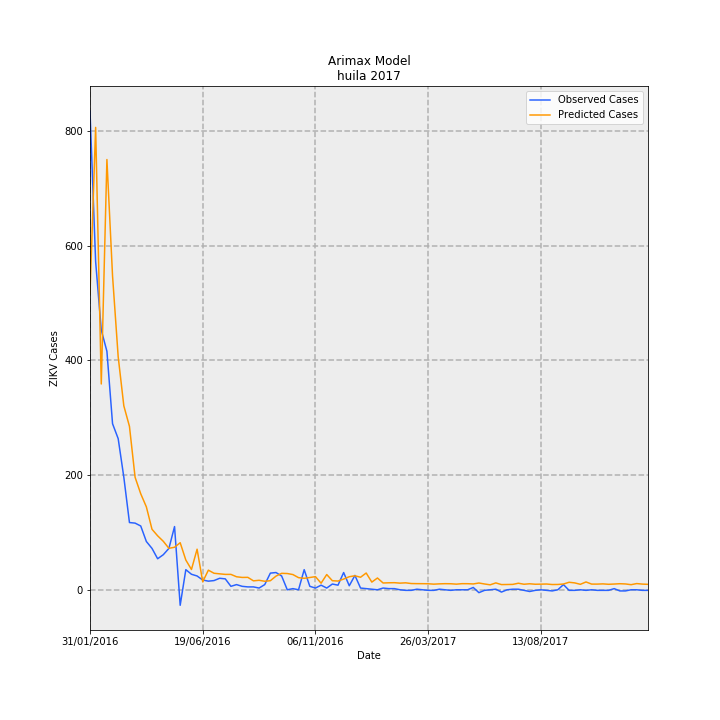 Arimax Model
huila 2017
Observed Cases
Predicted Cases
800
600
400
200
0
ZIKV Cases
31/01/2016
19/06/2016
06/11/2016
26/03/2017
13/08/2017
Date